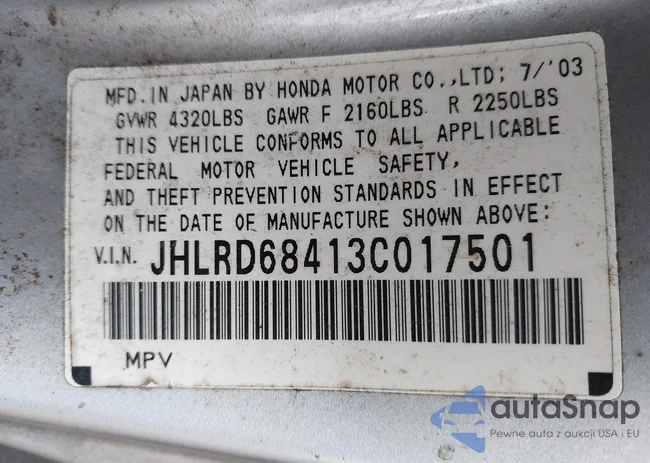 MFD. IN JAPAN BY HONDA MOTOR CO.,LTD; 7/'03
GVWR 4320LBS GAWR F 2160LBS R 2250LBS
THIS VEHICLE CONFORMS TO ALL APPLICABLE
FEDERAL MOTOR VEHICLE SAFETY,
AND THEFT PREVENTION STANDARDS IN EFFECT
ON THE DATE OF MANUFACTURE SHOWN ABOVE:
V.I.N. JHLRD68413C017501
MPV
autaSnap
Pewne auta z aukcji USA i EU